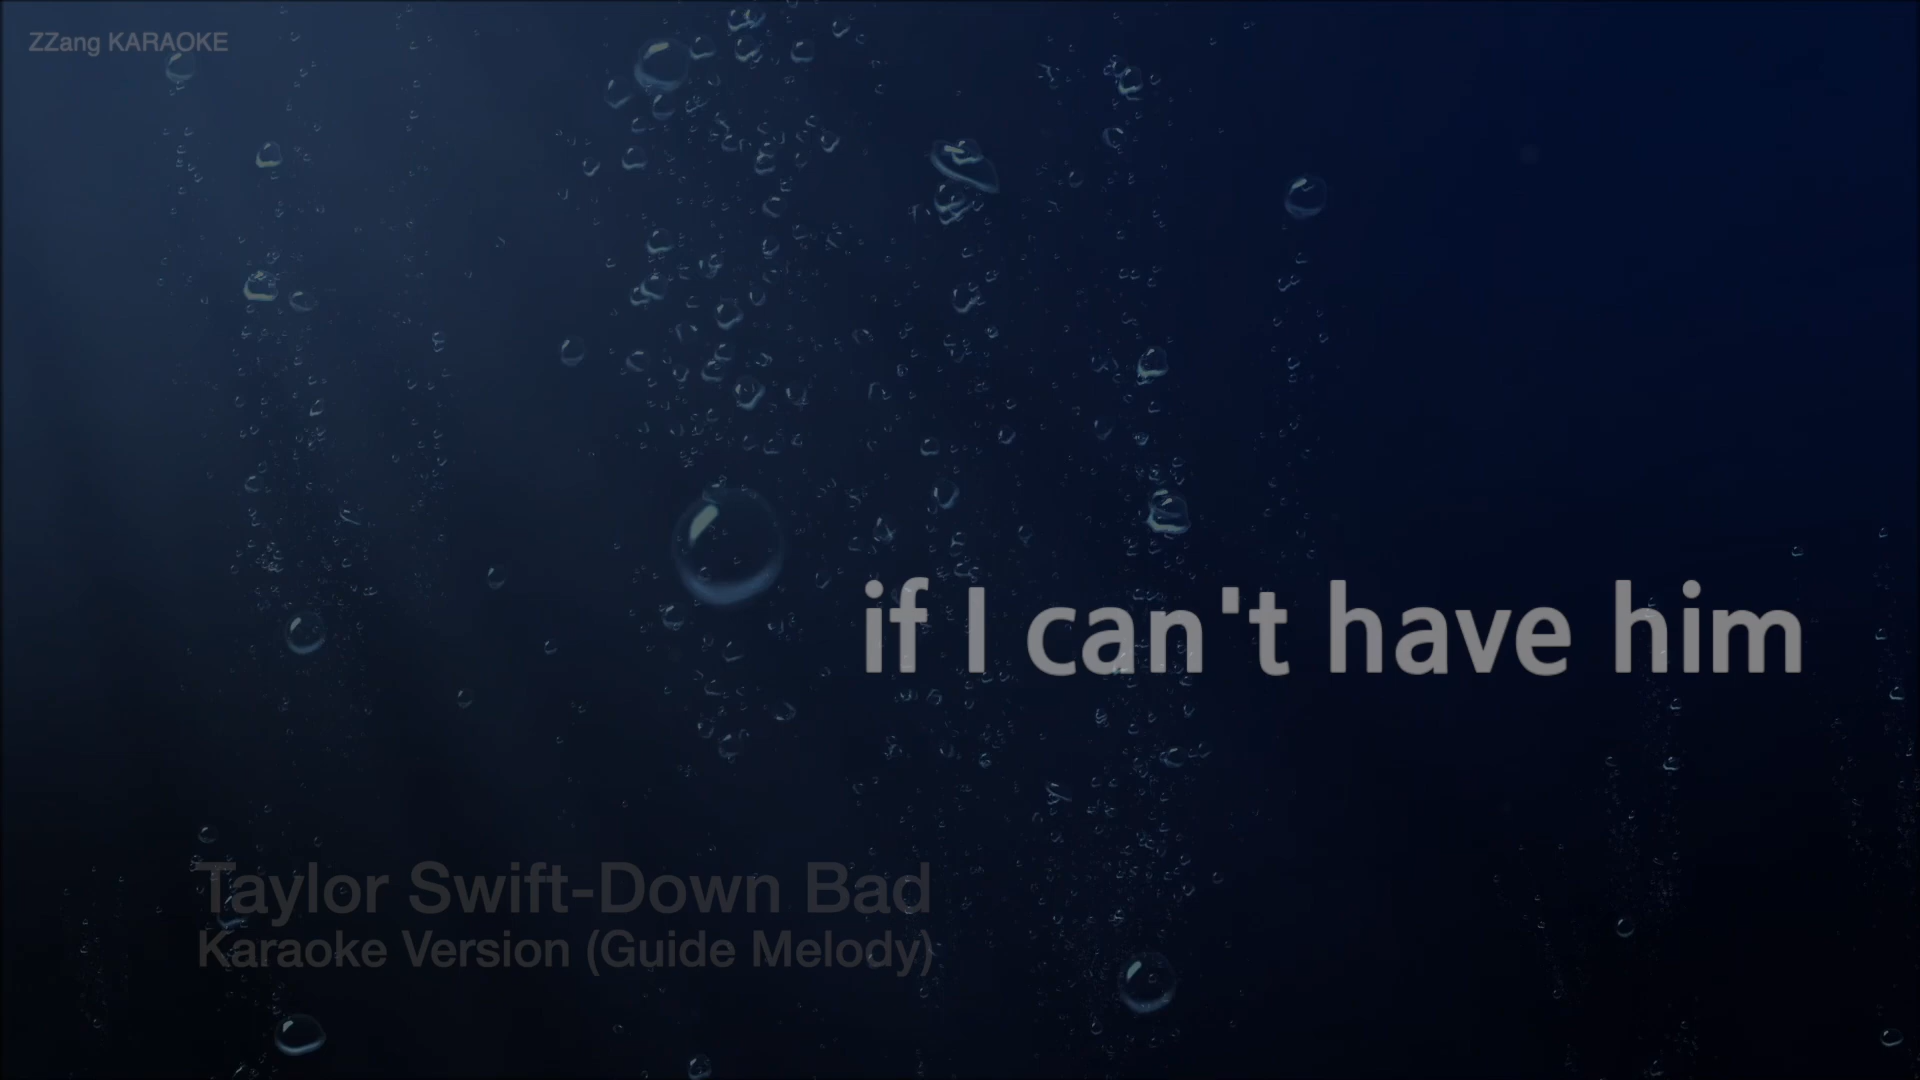 ZZang KARAOKE
if I can't have him
Taylor Swift-Down Bad
Karaoke Version (Guide Melody)